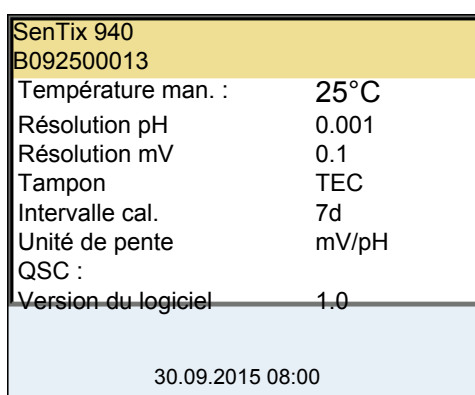 SenTix 940
B092500013
Température man. : 25°C
Résolution pH 0.001
Résolution mV 0.1
Tampon TEC
Intervalle cal. 7d
Unité de pente mV/pH
QSC :
Version du logiciel 1.0
30.09.2015 08:00